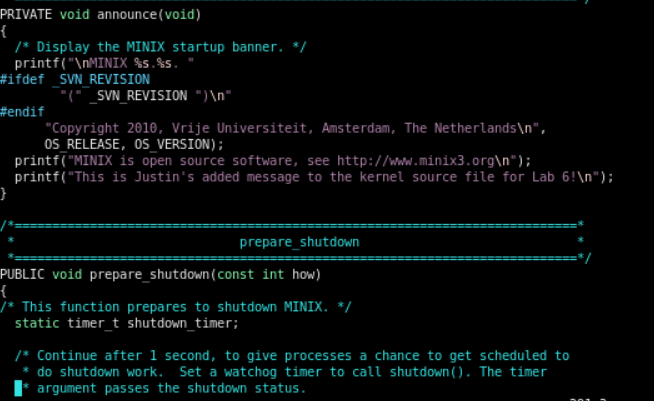 PRIVATE void announce(void)
{
  /* Display the MINIX startup banner. */
  printf("\nMINIX %s.%s. "
#ifdef _SVN_REVISION
        "(" _SVN_REVISION ")\n"
#endif
      "Copyright 2010, Vrije Universiteit, Amsterdam, The Netherlands\n",
      OS_RELEASE, OS_VERSION);
  printf("MINIX is open source software, see http://www.minix3.org\n");
  printf("This is Justin's added message to the kernel source file for Lab 6!\n");
}

/*===========================================================================*
 *                              prepare_shutdown                             *
 *===========================================================================*/
PUBLIC void prepare_shutdown(const int how)
{
/* This function prepares to shutdown MINIX. */
  static timer_t shutdown_timer;

  /* Continue after 1 second, to give processes a chance to get scheduled to
   * do shutdown work.  Set a watchog timer to call shutdown(). The timer
   * argument passes the shutdown status.